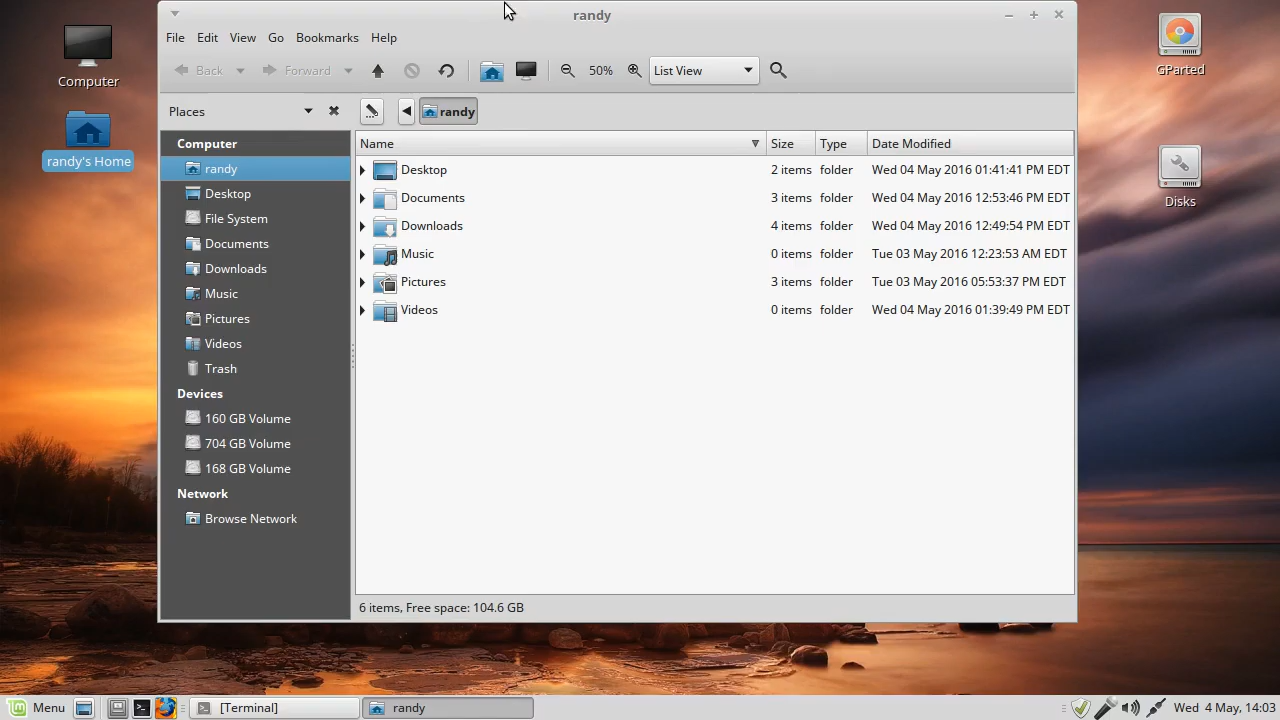 randy
File Edit View Go Bookmarks Help
Back Forward 50% List View
Places randy
Computer
randy
Desktop
File System
Documents
Downloads
Music
Pictures
Videos
Trash
Devices
160 GB Volume
704 GB Volume
168 GB Volume
Network
Browse Network
Name Size Type Date Modified
Desktop 2 items folder Wed 04 May 2016 01:41:41 PM EDT
Documents 3 items folder Wed 04 May 2016 12:53:46 PM EDT
Downloads 4 items folder Wed 04 May 2016 12:49:54 PM EDT
Music 0 items folder Tue 03 May 2016 12:23:53 AM EDT
Pictures 3 items folder Tue 03 May 2016 05:53:37 PM EDT
Videos 0 items folder Wed 04 May 2016 01:39:49 PM EDT
6 items, Free space: 104.6 GB
Computer
randy's Home
GParted
Disks
Menu [Terminal] randy Wed 4 May, 14:03